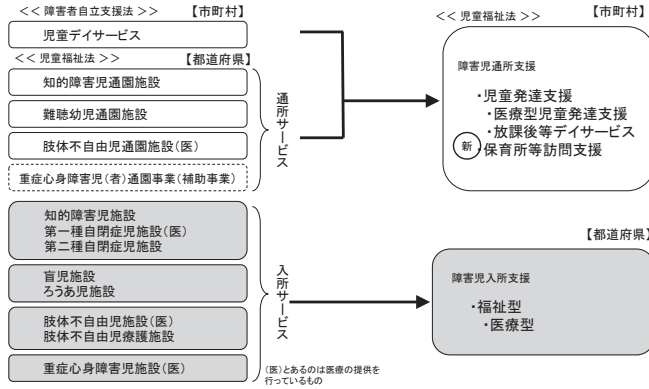 << 障害者自立支援法 >> 【市町村】
児童デイサービス
<< 児童福祉法 >> 【都道府県】
知的障害児通園施設
難聴幼児通園施設
肢体不自由児通園施設(医)
重症心身障害児(者)通園事業(補助事業)
通所サービス
知的障害児施設
第一種自閉症児施設(医)
第二種自閉症児施設
盲児施設
ろうあ児施設
肢体不自由児施設(医)
肢体不自由児療護施設
重症心身障害児施設(医)
入所サービス
(医)とあるのは医療の提供を
行っているもの
<< 児童福祉法 >> 【市町村】
障害児通所支援
・児童発達支援
・医療型児童発達支援
・放課後等デイサービス
新 ・保育所等訪問支援
【都道府県】
障害児入所支援
・福祉型
・医療型